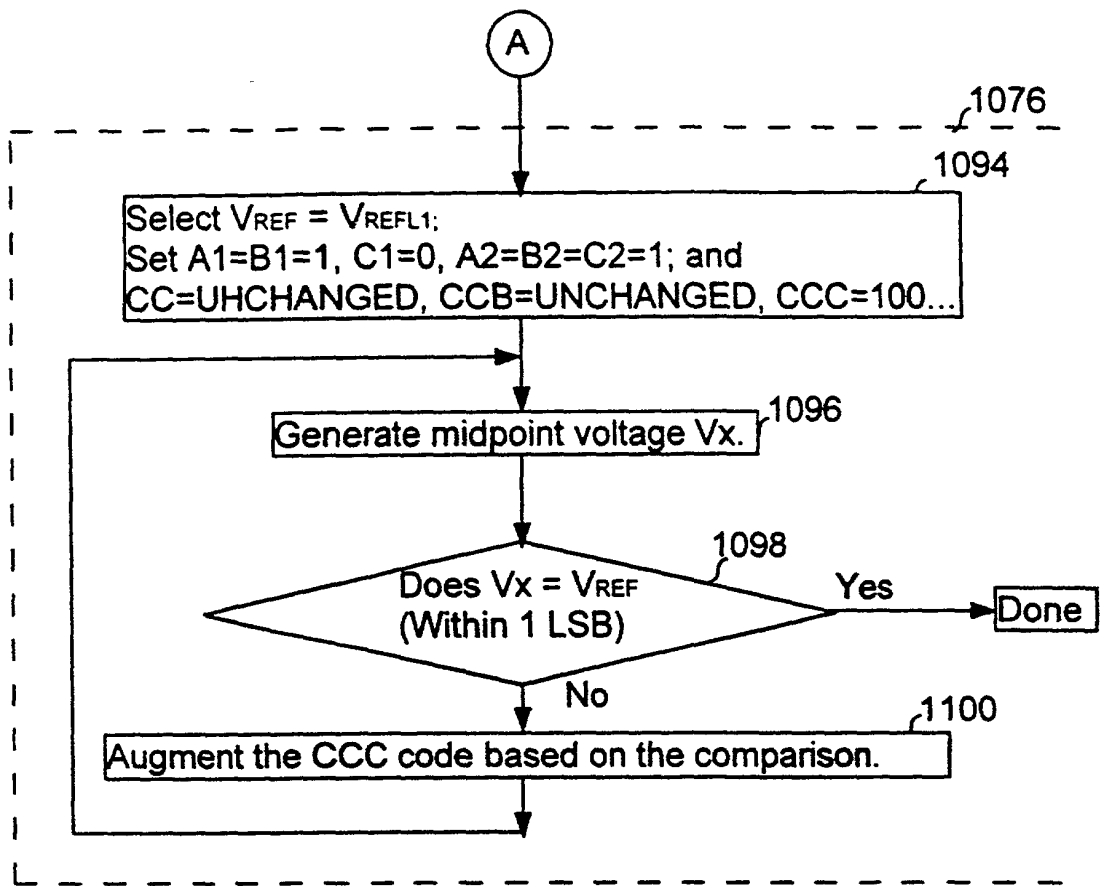 A
1076
1094
Select VREF = VREFL1;
Set A1=B1=1, C1=0, A2=B2=C2=1; and
CC=UHCHANGED, CCB=UNCHANGED, CCC=100...
1096
Generate midpoint voltage Vx.
1098
Does Vx = VREF
(Within 1 LSB)
Yes
Done
No
1100
Augment the CCC code based on the comparison.